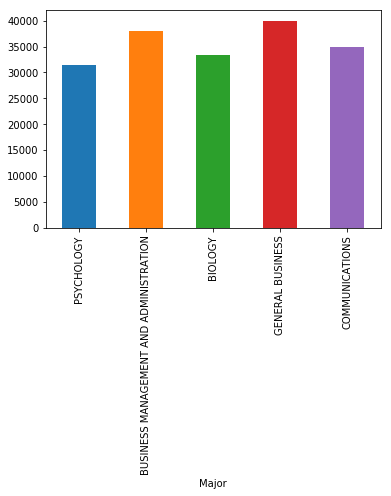 40000
35000
30000
25000
20000
15000
10000
5000
0
PSYCHOLOGY
BUSINESS MANAGEMENT AND ADMINISTRATION
BIOLOGY
GENERAL BUSINESS
COMMUNICATIONS
Major